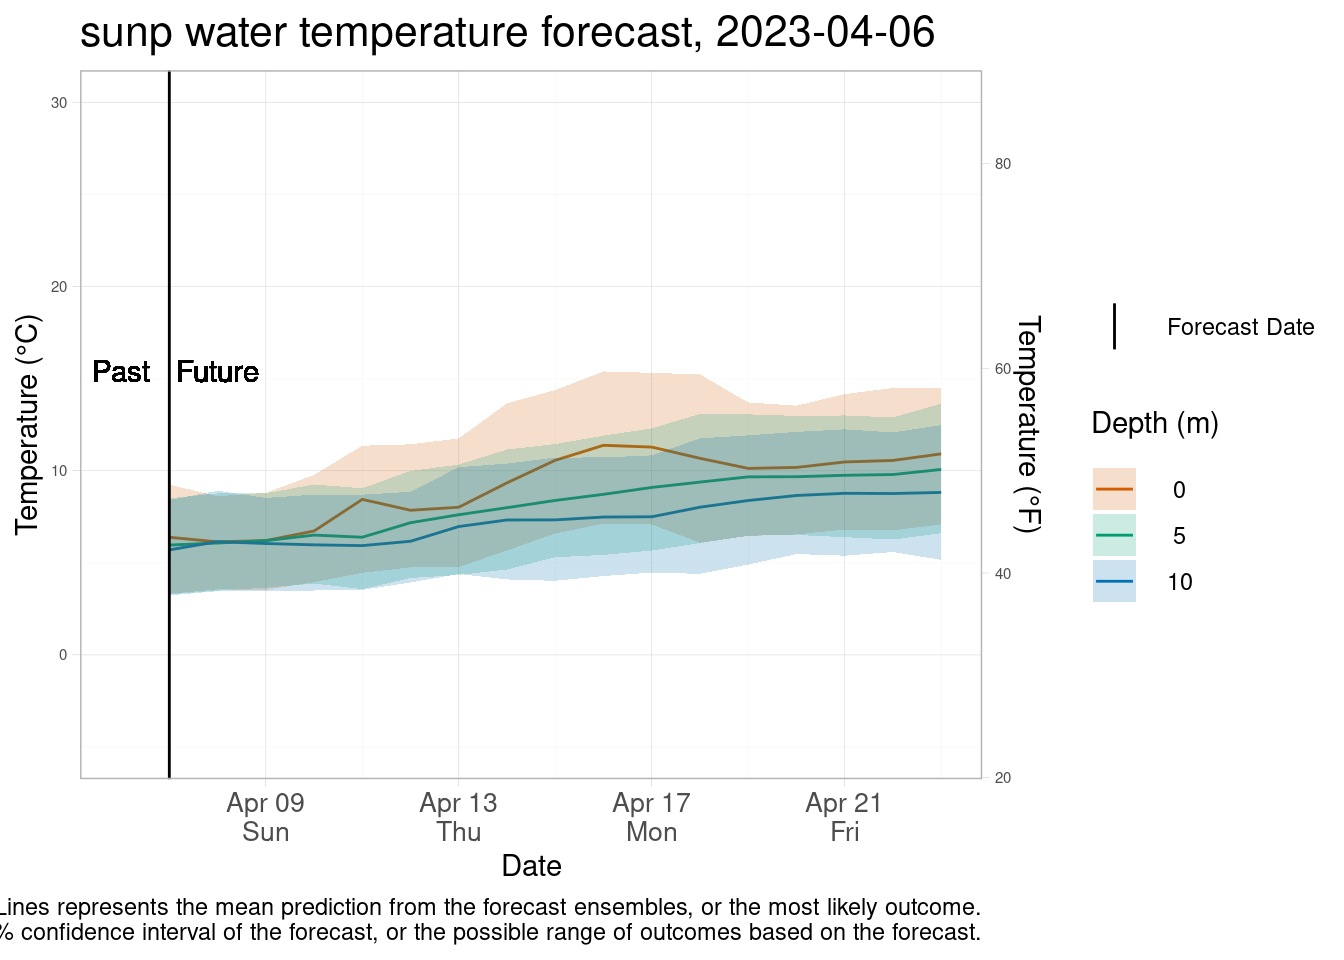 sunp water temperature forecast, 2023-04-06
30
20
10
0
Temperature (°C)
Past
Future
80
60
40
20
Temperature (°F)
Apr 09
Sun
Apr 13
Thu
Apr 17
Mon
Apr 21
Fri
Date
Forecast Date
Depth (m)
0
5
10
Lines represents the mean prediction from the forecast ensembles, or the most likely outcome.
% confidence interval of the forecast, or the possible range of outcomes based on the forecast.